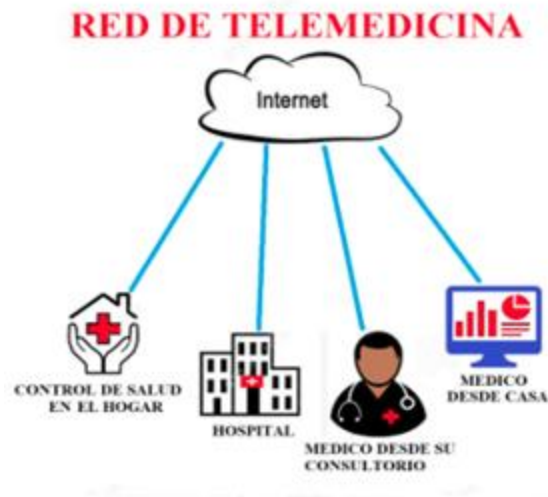 RED DE TELEMEDICINA
Internet
CONTROL DE SALUD
EN EL HOGAR
HOSPITAL
MEDICO DESDE SU
CONSULTORIO
MEDICO
DESDE CASA